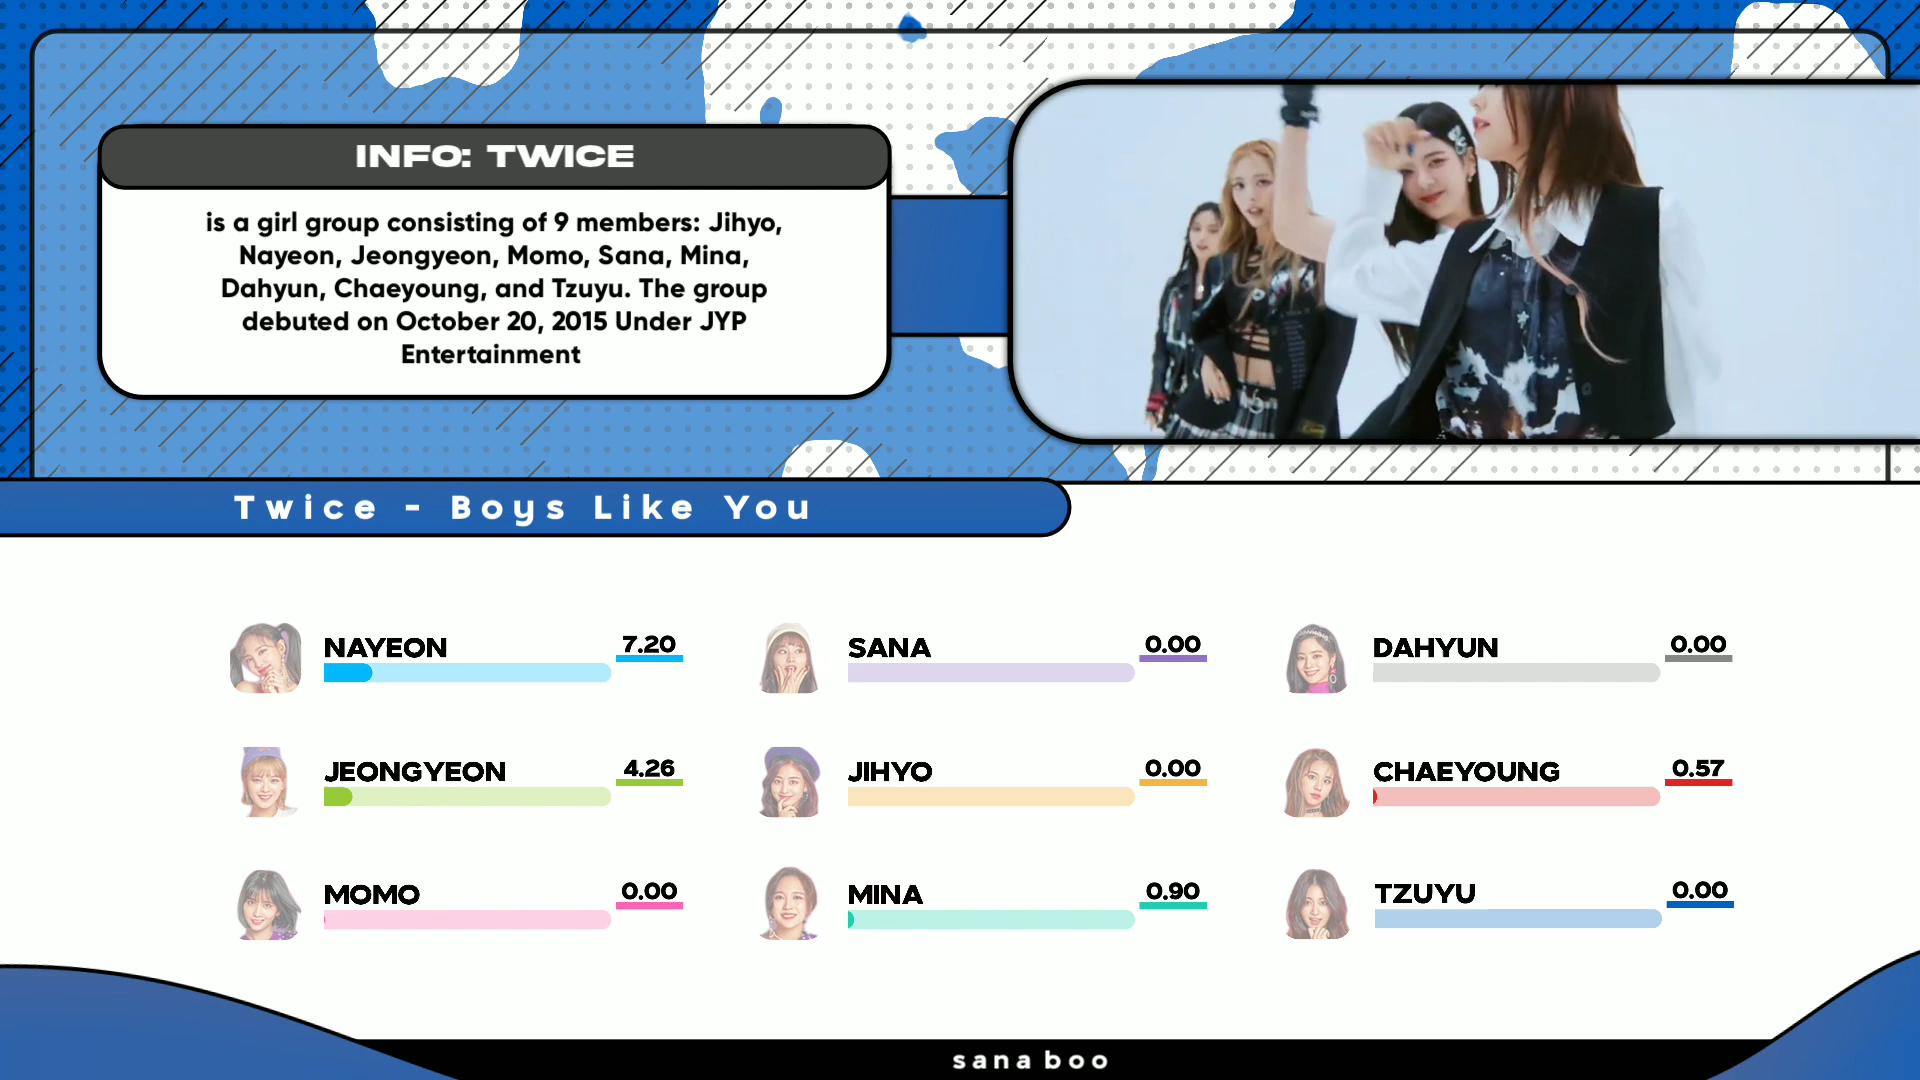 INFO: TWICE
is a girl group consisting of 9 members: Jihyo,
Nayeon, Jeongyeon, Momo, Sana, Mina,
Dahyun, Chaeyoung, and Tzuyu. The group
debuted on October 20, 2015 Under JYP
Entertainment
Twice - Boys Like You
NAYEON 7.20
SANA 0.00
DAHYUN 0.00
JEONGYEON 4.26
JIHYO 0.00
CHAEYOUNG 0.57
MOMO 0.00
MINA 0.90
TZUYU 0.00
sana boo